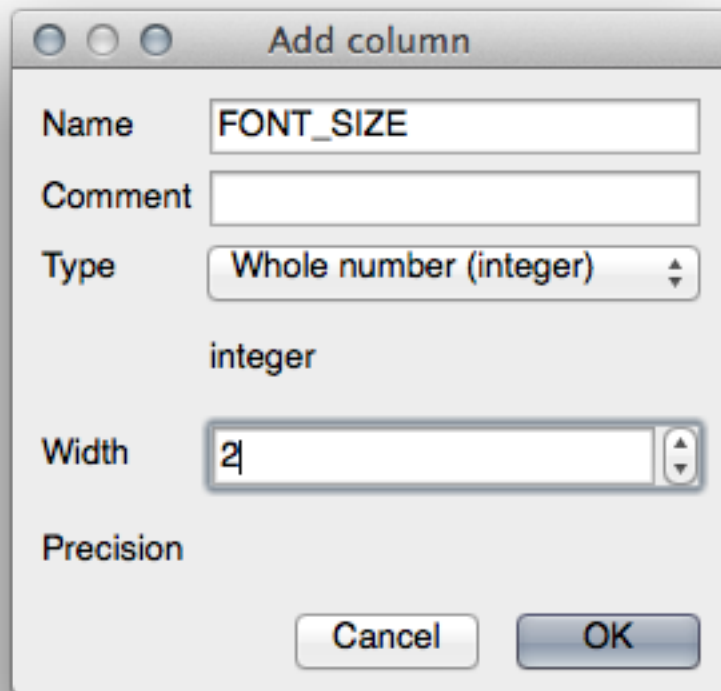 Add column
Name FONT_SIZE
Comment
Type Whole number (integer)
integer
Width 2
Precision
Cancel OK